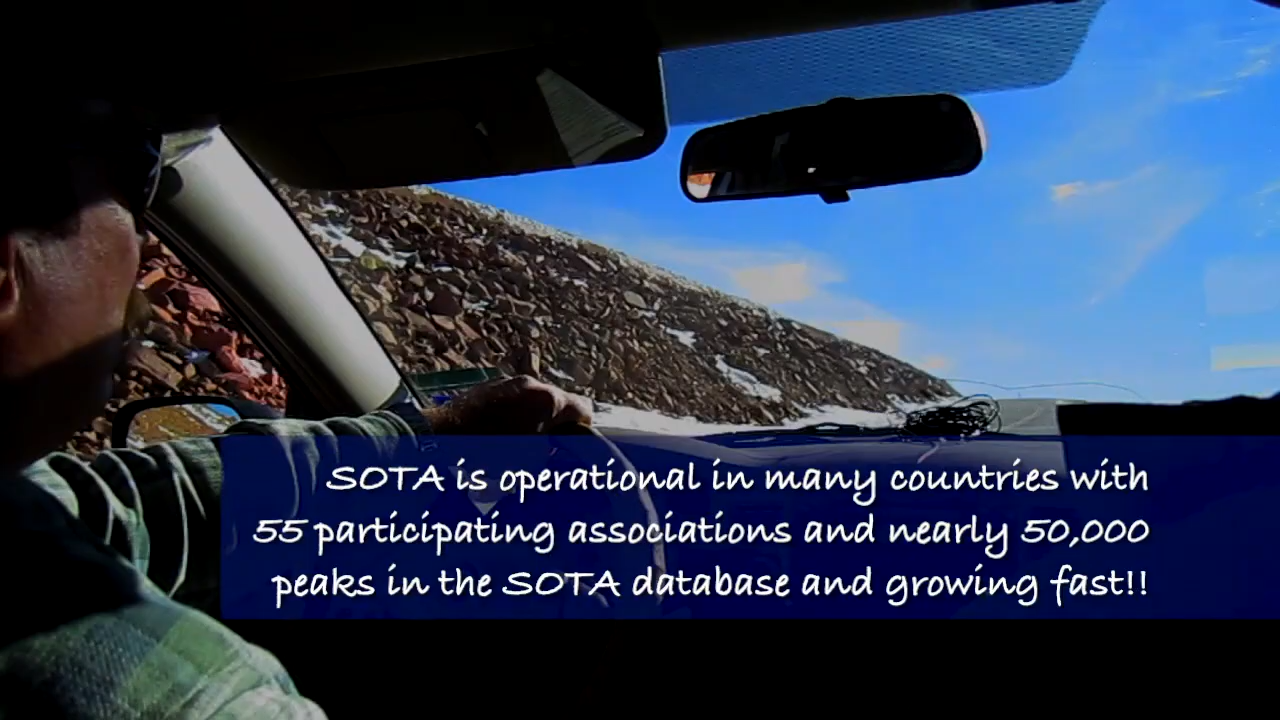 SOTA is operational in many countries with
55 participating associations and nearly 50,000
peaks in the SOTA database and growing fast!!